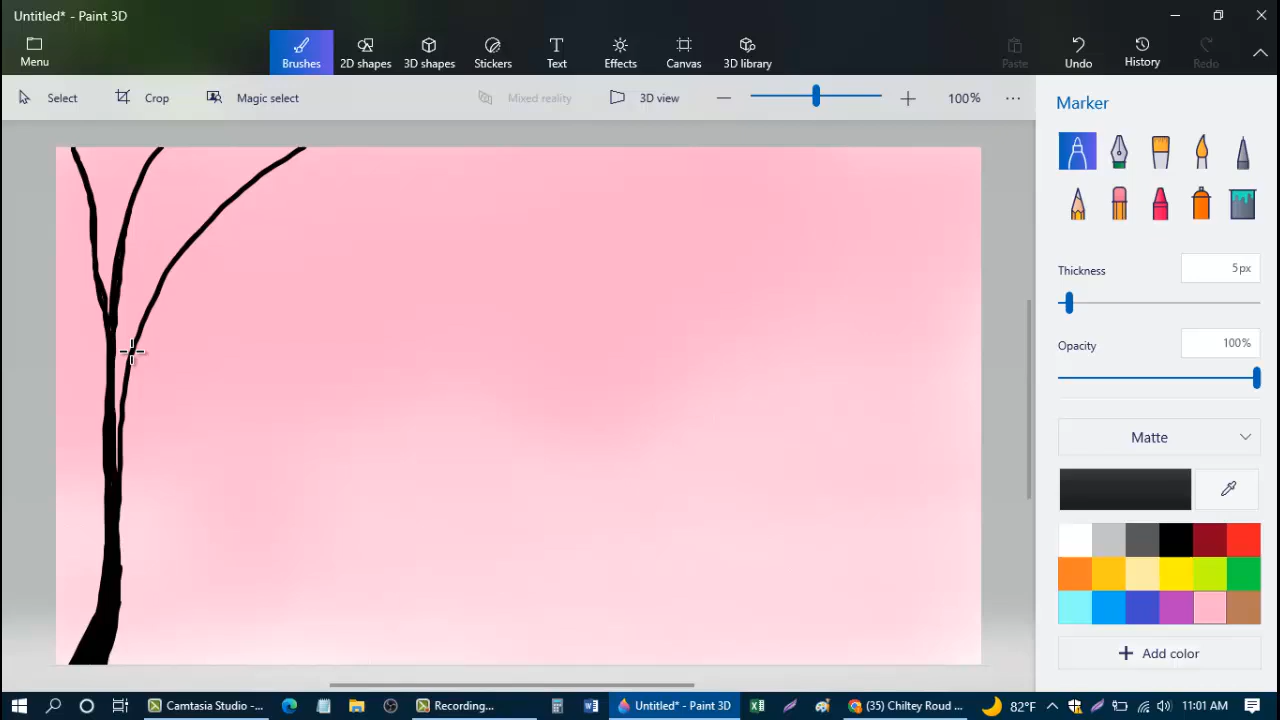 Untitled* - Paint 3D
Menu
Brushes
2D shapes
3D shapes
Stickers
Text
Effects
Canvas
3D library
Paste
Undo
History
Redo
Select
Crop
Magic select
Mixed reality
3D view
100%
Marker
Thickness
5px
Opacity
100%
Matte
Add color
Camtasia Studio -...
Recording...
Untitled* - Paint 3D
(35) Chiltey Roud ...
82°F
11:01 AM